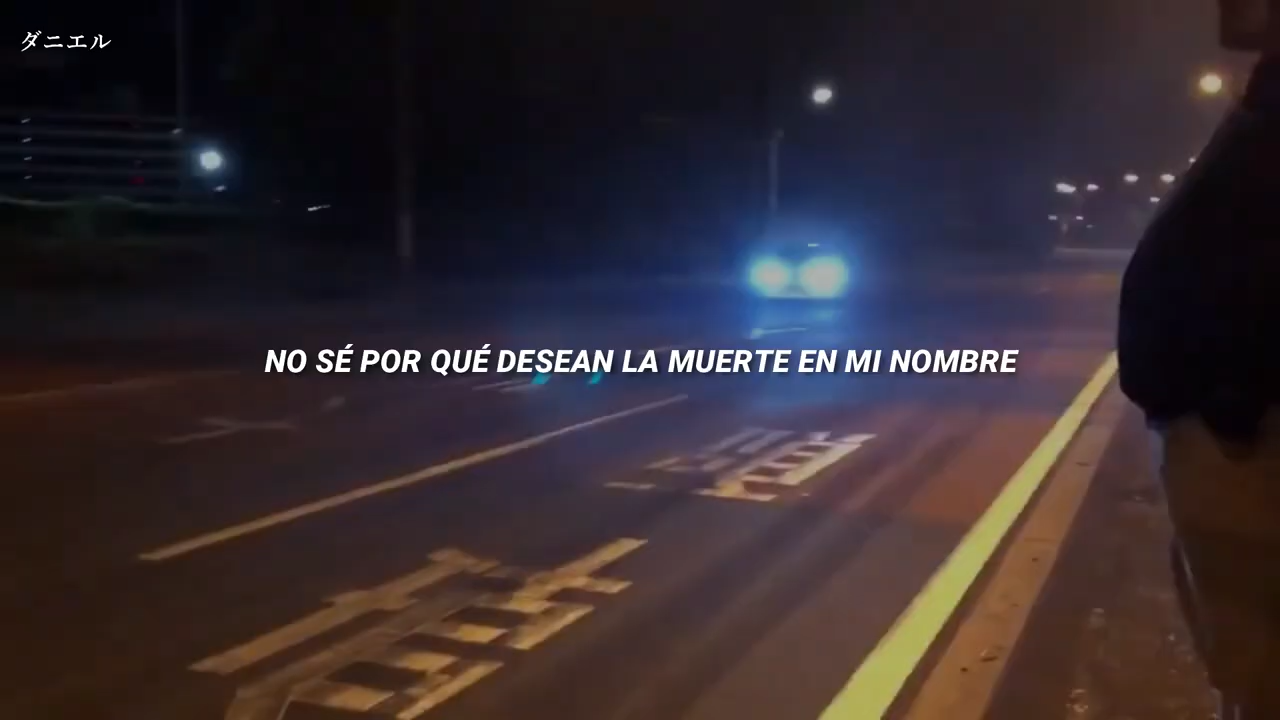 ダニエル
NO SÉ POR QUÉ DESEAN LA MUERTE EN MI NOMBRE